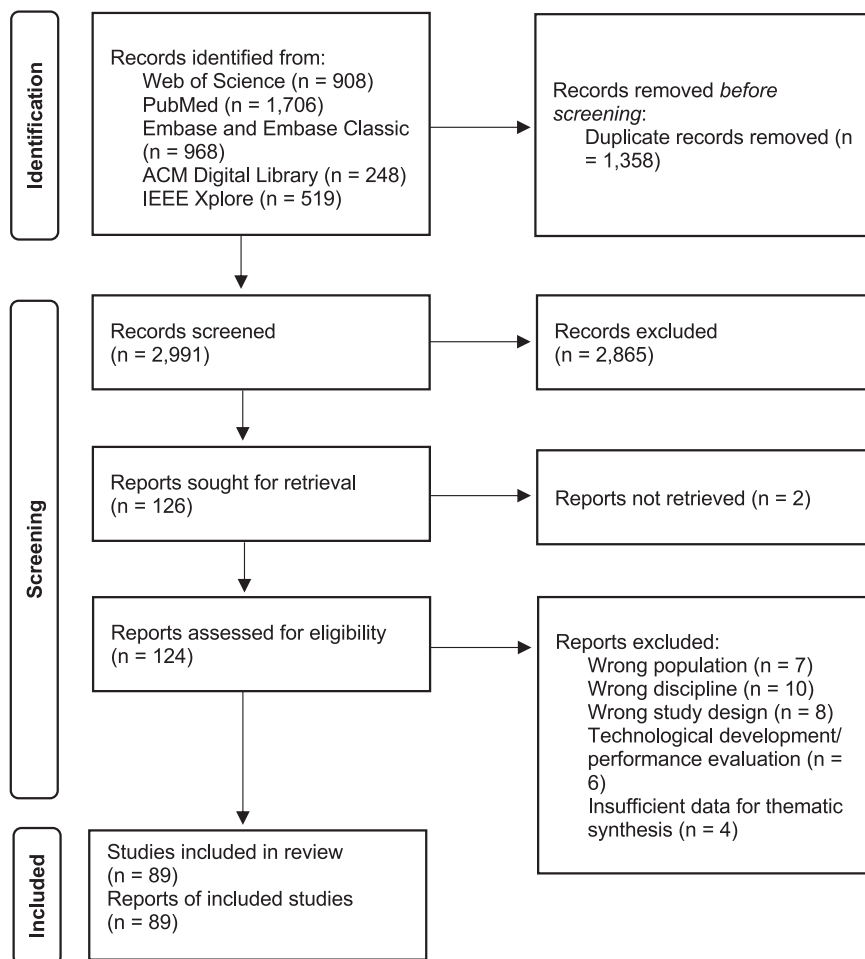 Identification
Records identified from:
Web of Science (n = 908)
PubMed (n = 1,706)
Embase and Embase Classic
(n = 968)
ACM Digital Library (n = 248)
IEEE Xplore (n = 519)
Records removed before
screening:
Duplicate records removed (n
= 1,358)
Screening
Records screened
(n = 2,991)
Records excluded
(n = 2,865)
Reports sought for retrieval
(n = 126)
Reports not retrieved (n = 2)
Reports assessed for eligibility
(n = 124)
Reports excluded:
Wrong population (n = 7)
Wrong discipline (n = 10)
Wrong study design (n = 8)
Technological development/
performance evaluation (n =
6)
Insufficient data for thematic
synthesis (n = 4)
Included
Studies included in review
(n = 89)
Reports of included studies
(n = 89)